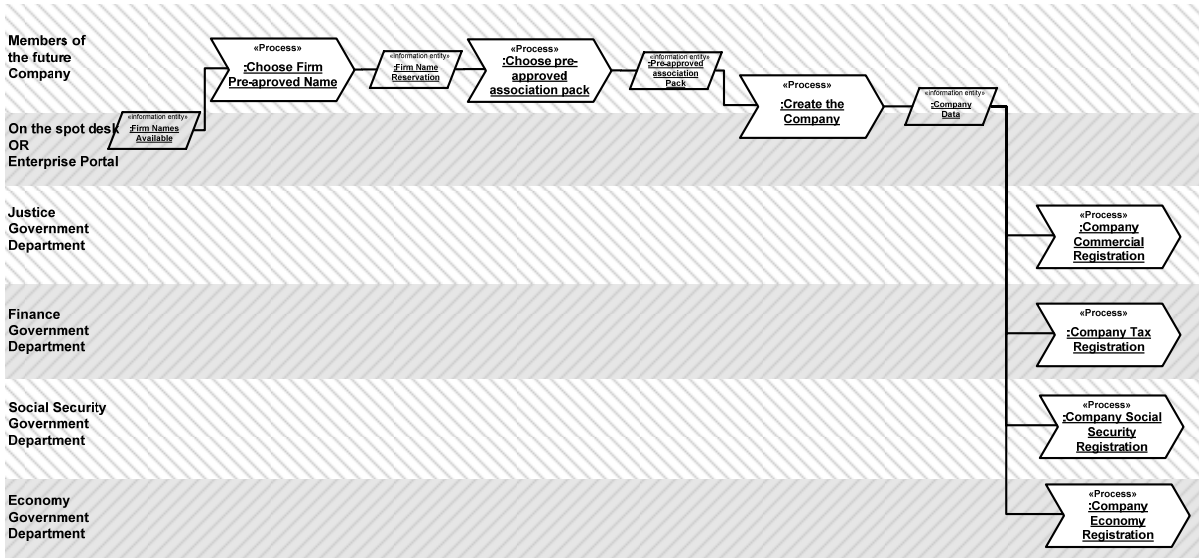 Members of
the future
Company
«Process»
:Choose Firm
Pre-aproved Name
«information entity»
:Firm Name
Reservation
«Process»
:Choose pre-
approved
association pack
«information entity»
:Pre-approved
association
Pack
«Process»
:Create the
Company
«information entity»
:Company
Data
On the spot desk
OR
Enterprise Portal
«information entity»
:Firm Names
Available
Justice
Government
Department
«Process»
:Company
Commercial
Registration
Finance
Government
Department
«Process»
:Company Tax
Registration
Social Security
Government
Department
«Process»
:Company Social
Security
Registration
Economy
Government
Department
«Process»
:Company
Economy
Registration